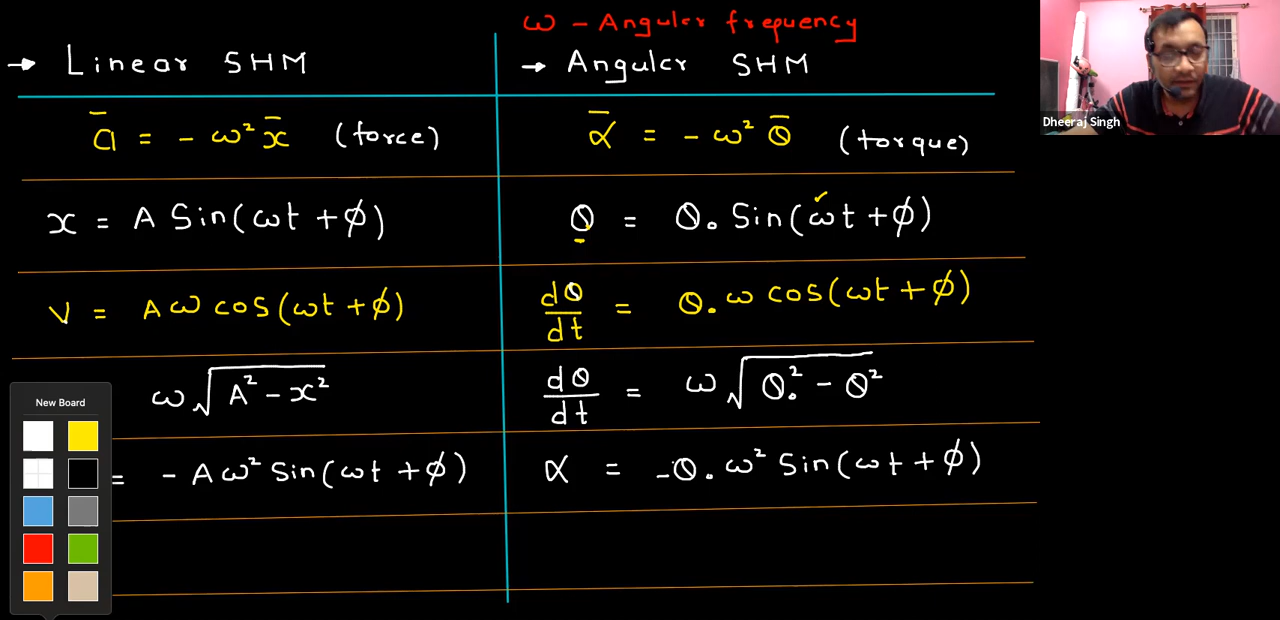 ω - Angular frequency
→ Linear SHM
→ Angular SHM
a̅ = - ω² x̅ (force)
α̅ = - ω² θ̅ (torque)
x = A Sin(ωt + φ)
θ = θ₀ Sin(ωt + φ)
v = Aω cos(ωt + φ)
dθ/dt = θ₀ ω cos(ωt + φ)
ω√(A² - x²)
dθ/dt = ω√(θ₀² - θ²)
= - Aω² Sin(ωt + φ)
α = -θ₀ ω² Sin(ωt + φ)
New Board
Dheeraj Singh